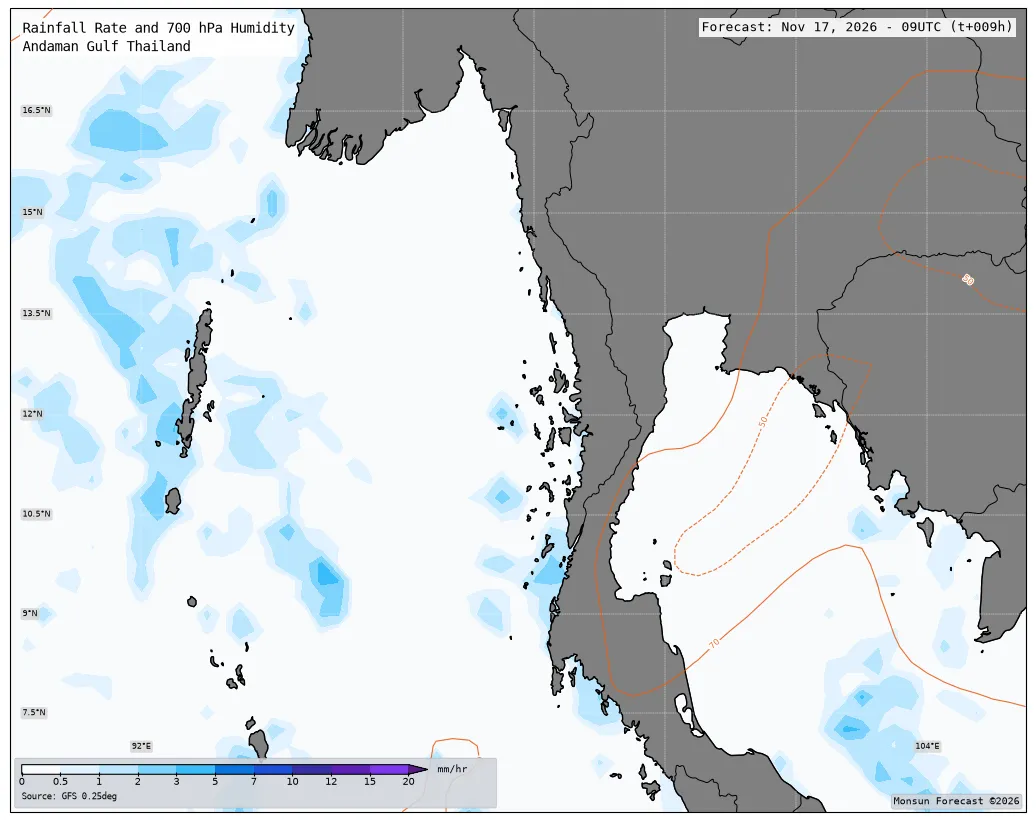 Rainfall Rate and 700 hPa Humidity
Andaman Gulf Thailand
Forecast: Nov 17, 2026 - 09UTC (t+009h)
16.5°N
15°N
50
13.5°N
12°N
50
10.5°N
9°N
70
7.5°N
92°E
104°E
mm/hr
0 0.5 1 2 3 5 7 10 12 15 20
Source: GFS 0.25deg
Monsun Forecast ©2026